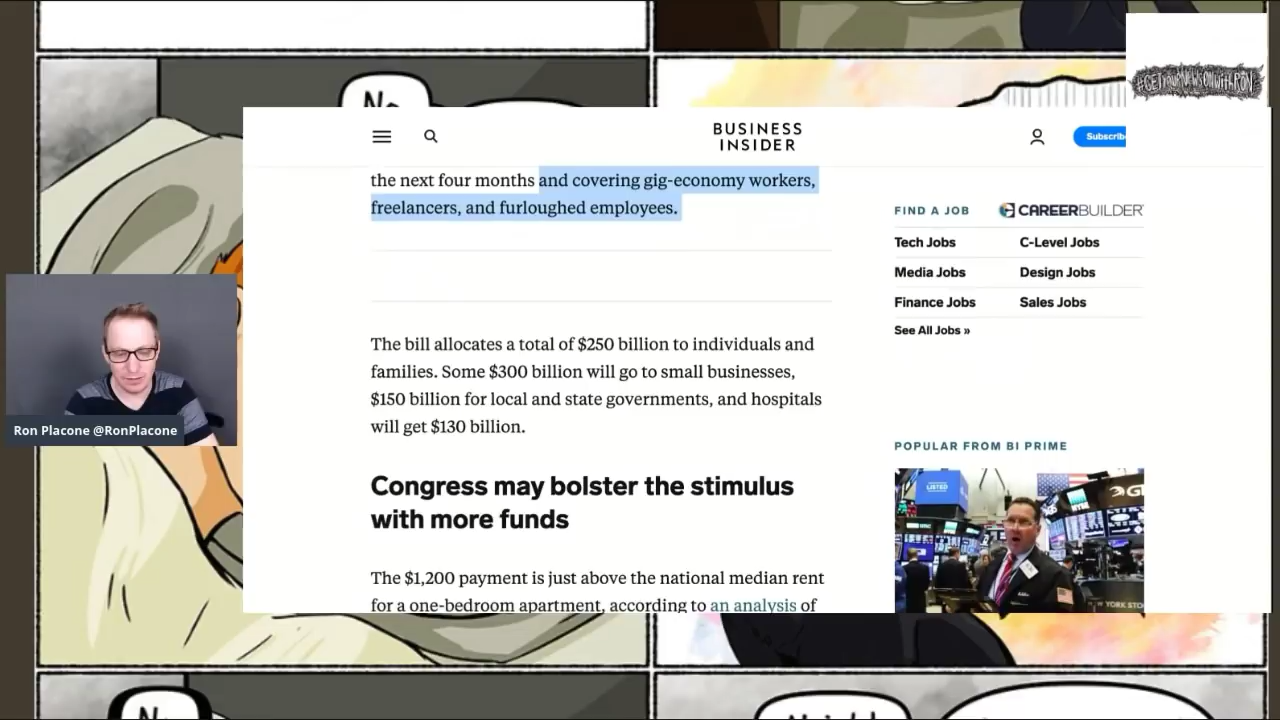 No
#GETYOURNEWSONWITHRON
BUSINESS
INSIDER
Subscrib
the next four months and covering gig-economy workers,
freelancers, and furloughed employees.
FIND A JOB
CAREERBUILDER
Tech Jobs
C-Level Jobs
Media Jobs
Design Jobs
Finance Jobs
Sales Jobs
See All Jobs »
The bill allocates a total of $250 billion to individuals and
families. Some $300 billion will go to small businesses,
$150 billion for local and state governments, and hospitals
will get $130 billion.
Ron Placone @RonPlacone
POPULAR FROM BI PRIME
LISTED
Congress may bolster the stimulus
with more funds
The $1,200 payment is just above the national median rent
for a one-bedroom apartment, according to an analysis of